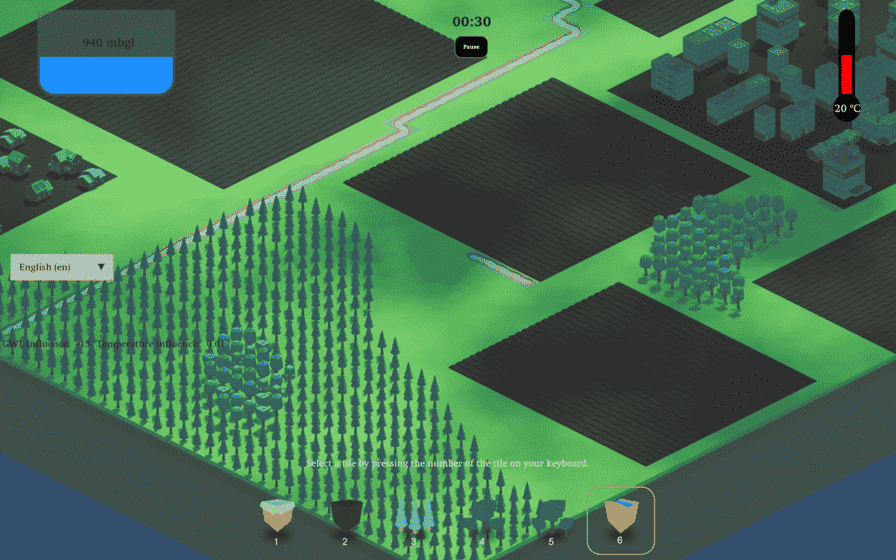 00:30
940 mbgl
Pause
20 °C
English (en)
GWL Influence: -15 Temperature Influence: 0.01
Select a tile by pressing the number of the tile on your keyboard.
1 2 3 4 5 6